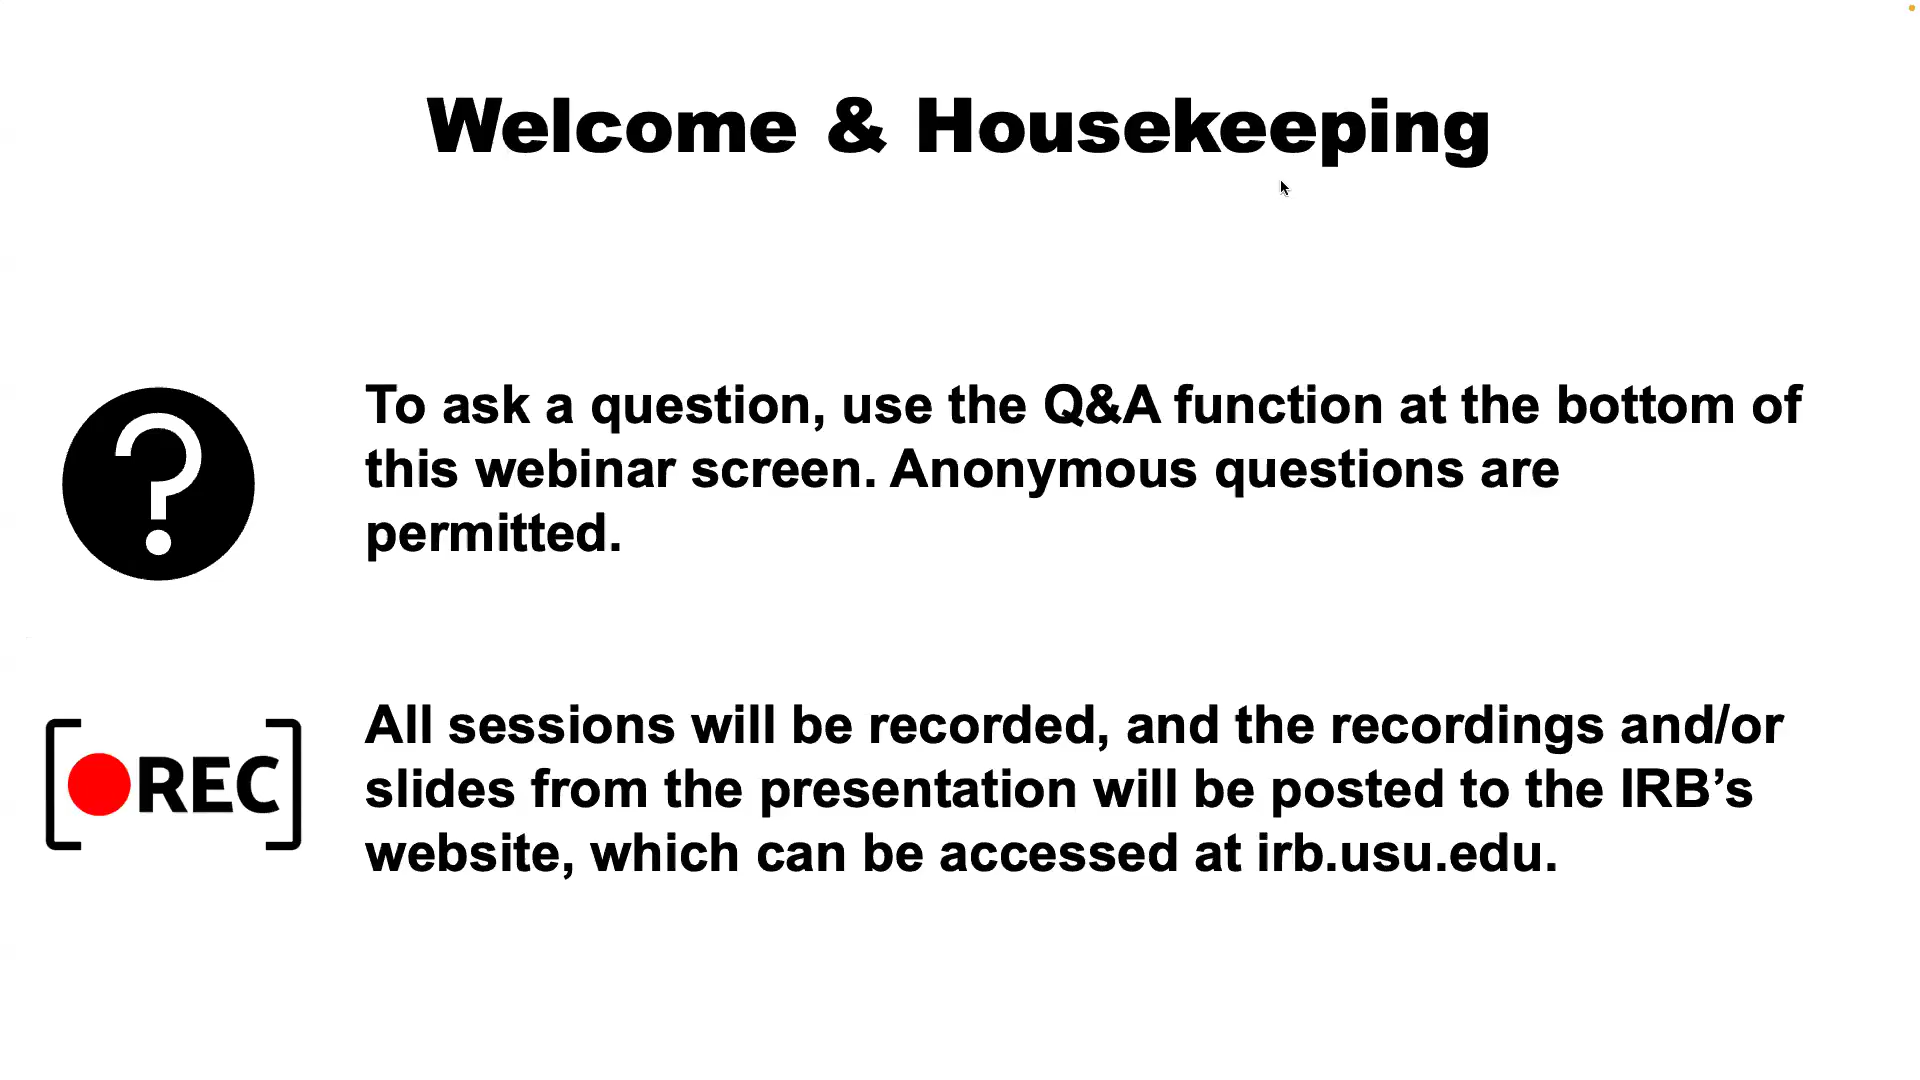 Welcome & Housekeeping
?
To ask a question, use the Q&A function at the bottom of
this webinar screen. Anonymous questions are
permitted.
REC
All sessions will be recorded, and the recordings and/or
slides from the presentation will be posted to the IRB’s
website, which can be accessed at irb.usu.edu.